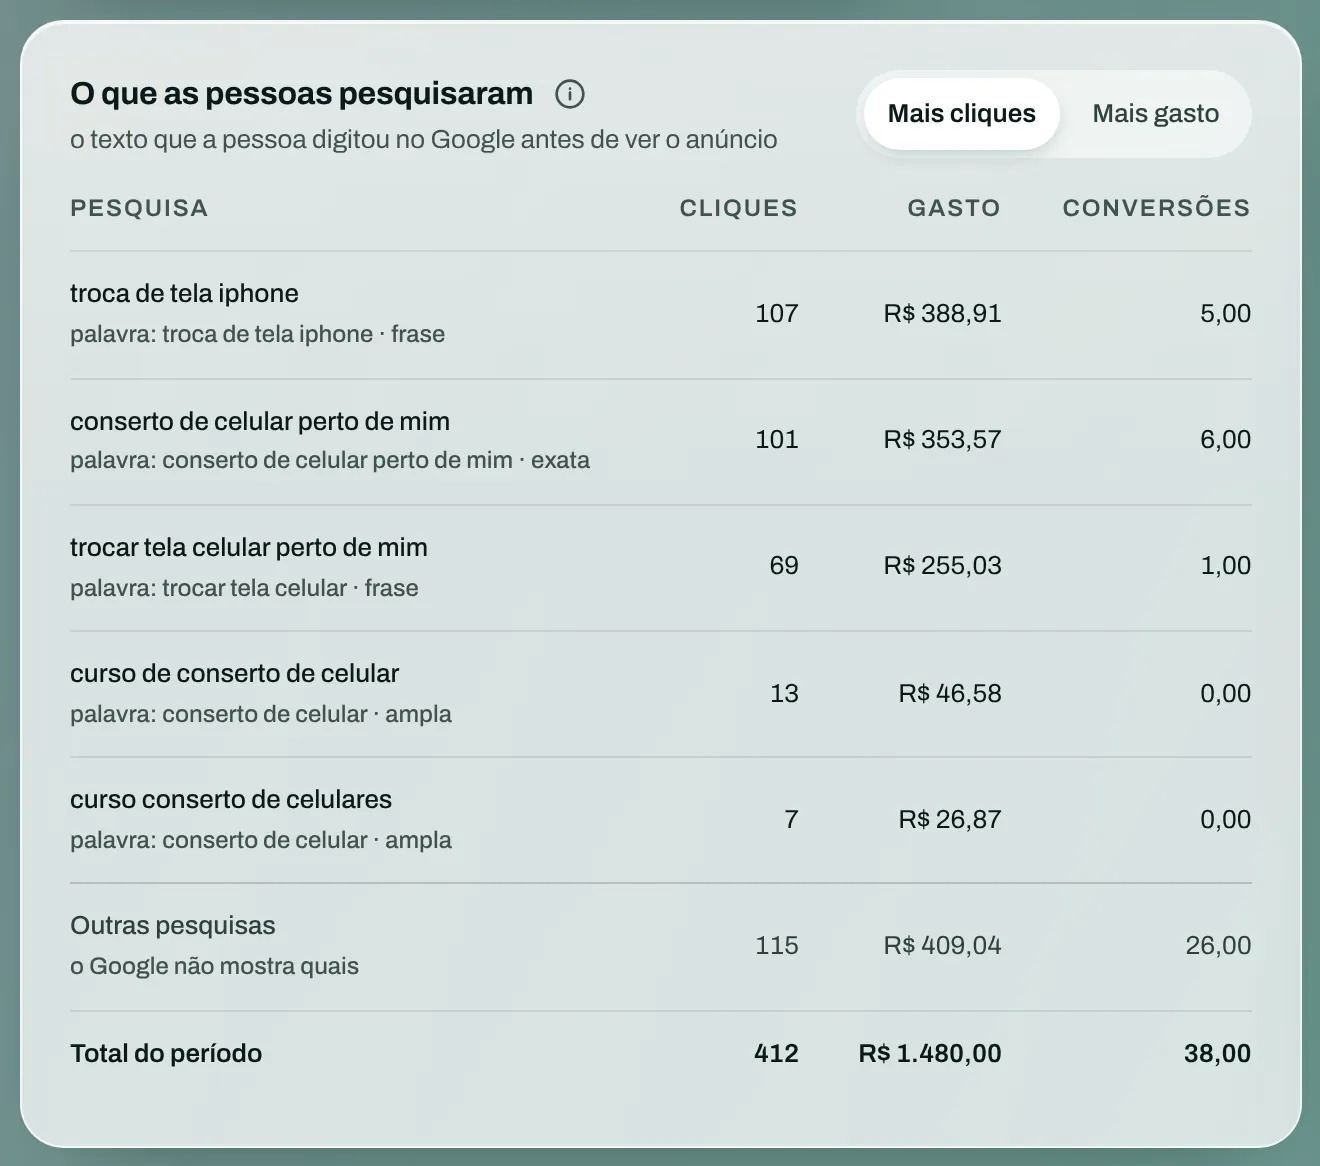 O que as pessoas pesquisaram
o texto que a pessoa digitou no Google antes de ver o anúncio
Mais cliques Mais gasto
PESQUISA CLIQUES GASTO CONVERSÕES
troca de tela iphone
palavra: troca de tela iphone · frase
107 R$ 388,91 5,00
conserto de celular perto de mim
palavra: conserto de celular perto de mim · exata
101 R$ 353,57 6,00
trocar tela celular perto de mim
palavra: trocar tela celular · frase
69 R$ 255,03 1,00
curso de conserto de celular
palavra: conserto de celular · ampla
13 R$ 46,58 0,00
curso conserto de celulares
palavra: conserto de celular · ampla
7 R$ 26,87 0,00
Outras pesquisas
o Google não mostra quais
115 R$ 409,04 26,00
Total do período 412 R$ 1.480,00 38,00